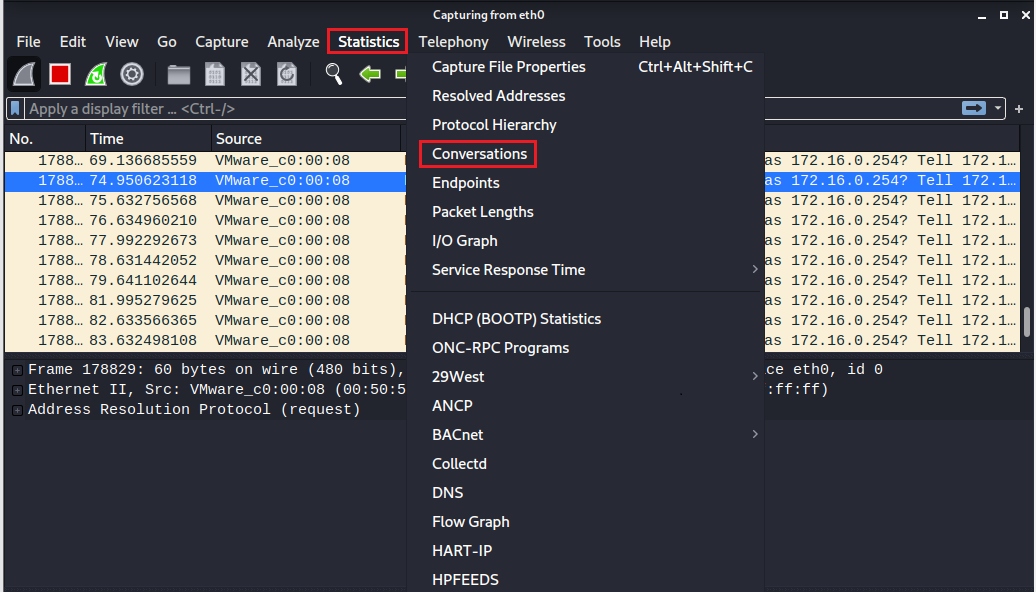 Capturing from eth0
File Edit View Go Capture Analyze Statistics Telephony Wireless Tools Help
Apply a display filter ... <Ctrl-/>
No. Time Source
1788... 69.136685559 VMware_c0:00:08 as 172.16.0.254? Tell 172.1...
1788... 74.950623118 VMware_c0:00:08 as 172.16.0.254? Tell 172.1...
1788... 75.632756568 VMware_c0:00:08 as 172.16.0.254? Tell 172.1...
1788... 76.634960210 VMware_c0:00:08 as 172.16.0.254? Tell 172.1...
1788... 77.992292673 VMware_c0:00:08 as 172.16.0.254? Tell 172.1...
1788... 78.631442052 VMware_c0:00:08 as 172.16.0.254? Tell 172.1...
1788... 79.641102644 VMware_c0:00:08 as 172.16.0.254? Tell 172.1...
1788... 81.995279625 VMware_c0:00:08 as 172.16.0.254? Tell 172.1...
1788... 82.633566365 VMware_c0:00:08 as 172.16.0.254? Tell 172.1...
1788... 83.632498108 VMware_c0:00:08 as 172.16.0.254? Tell 172.1...
Frame 178829: 60 bytes on wire (480 bits), ce eth0, id 0
Ethernet II, Src: VMware_c0:00:08 (00:50:5 :ff:ff)
Address Resolution Protocol (request)
Capture File Properties Ctrl+Alt+Shift+C
Resolved Addresses
Protocol Hierarchy
Conversations
Endpoints
Packet Lengths
I/O Graph
Service Response Time
DHCP (BOOTP) Statistics
ONC-RPC Programs
29West
ANCP
BACnet
Collectd
DNS
Flow Graph
HART-IP
HPFEEDS